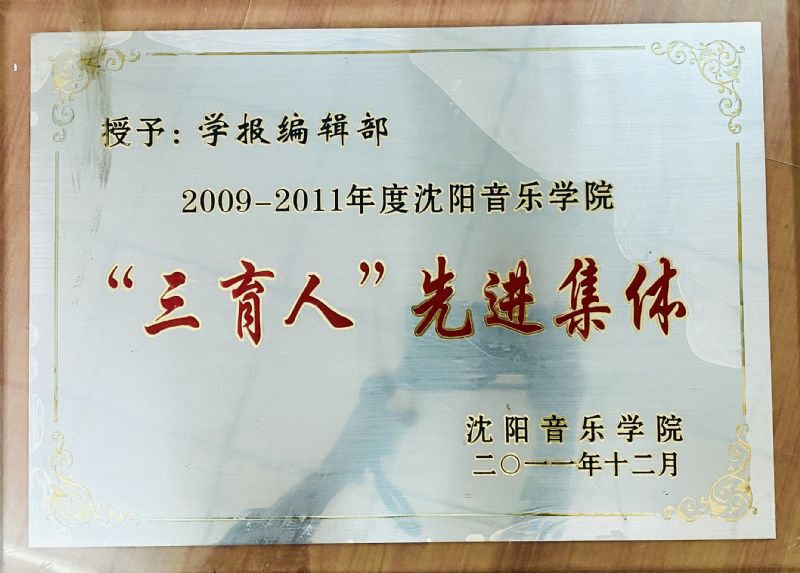 授予：学报编辑部
2009-2011年度沈阳音乐学院
“三育人”先进集体
沈阳音乐学院
二〇一一年十二月